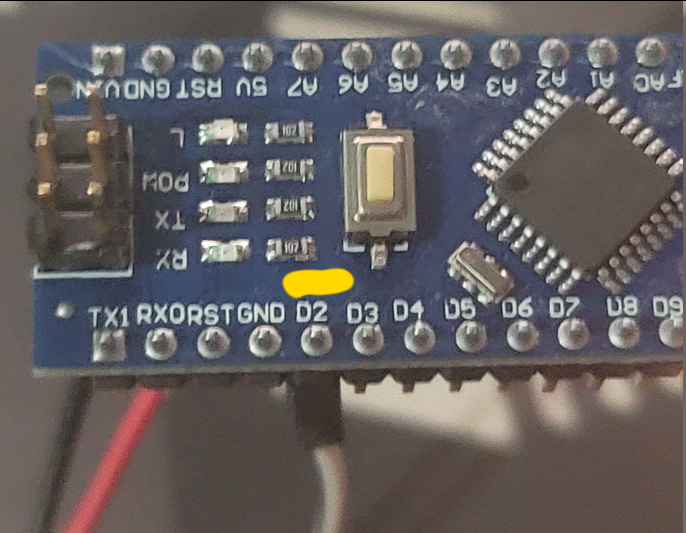 VIN GND RST 5V A7 A6 A5 A4 A3 A2 A1 A0
L 102
POW 102
TX 102
RX 102
TX1 RX0 RST GND D2 D3 D4 D5 D6 D7 D8 D9